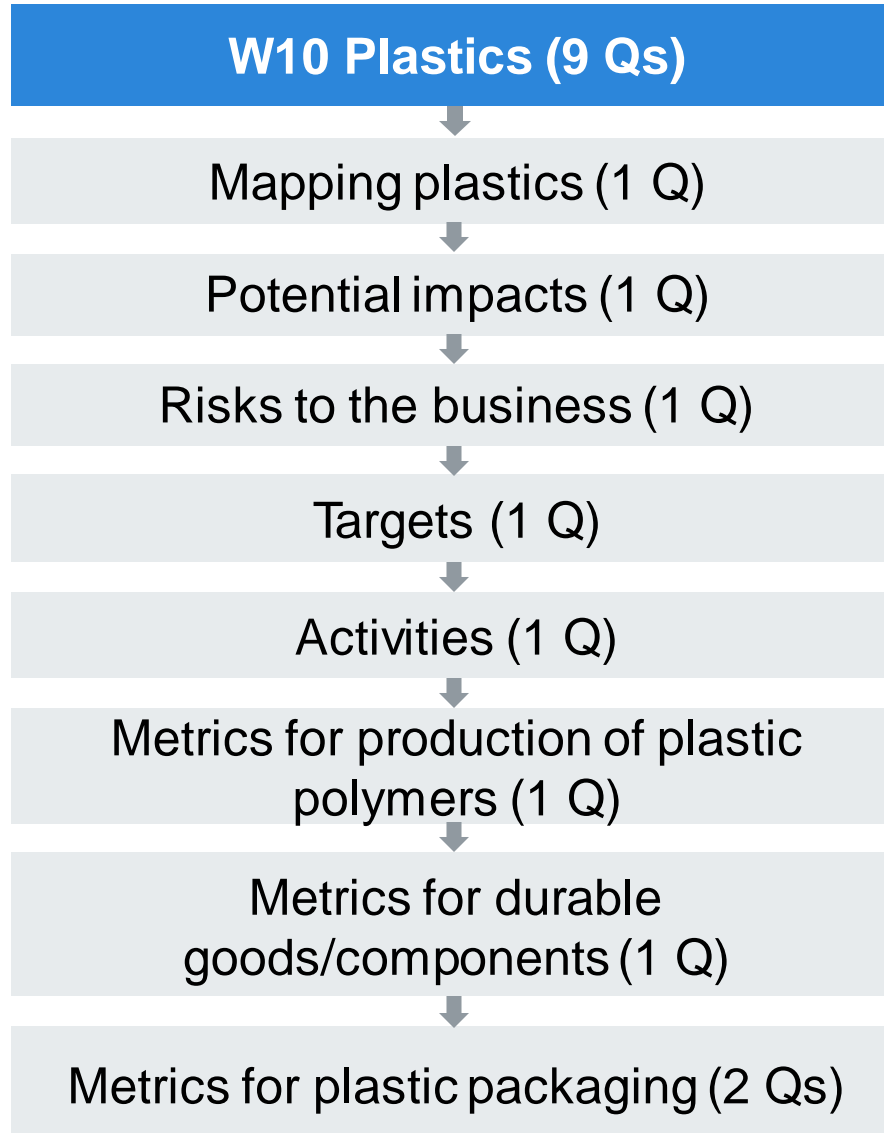 W10 Plastics (9 Qs)
Mapping plastics (1 Q)
Potential impacts (1 Q)
Risks to the business (1 Q)
Targets (1 Q)
Activities (1 Q)
Metrics for production of plastic
polymers (1 Q)
Metrics for durable
goods/components (1 Q)
Metrics for plastic packaging (2 Qs)